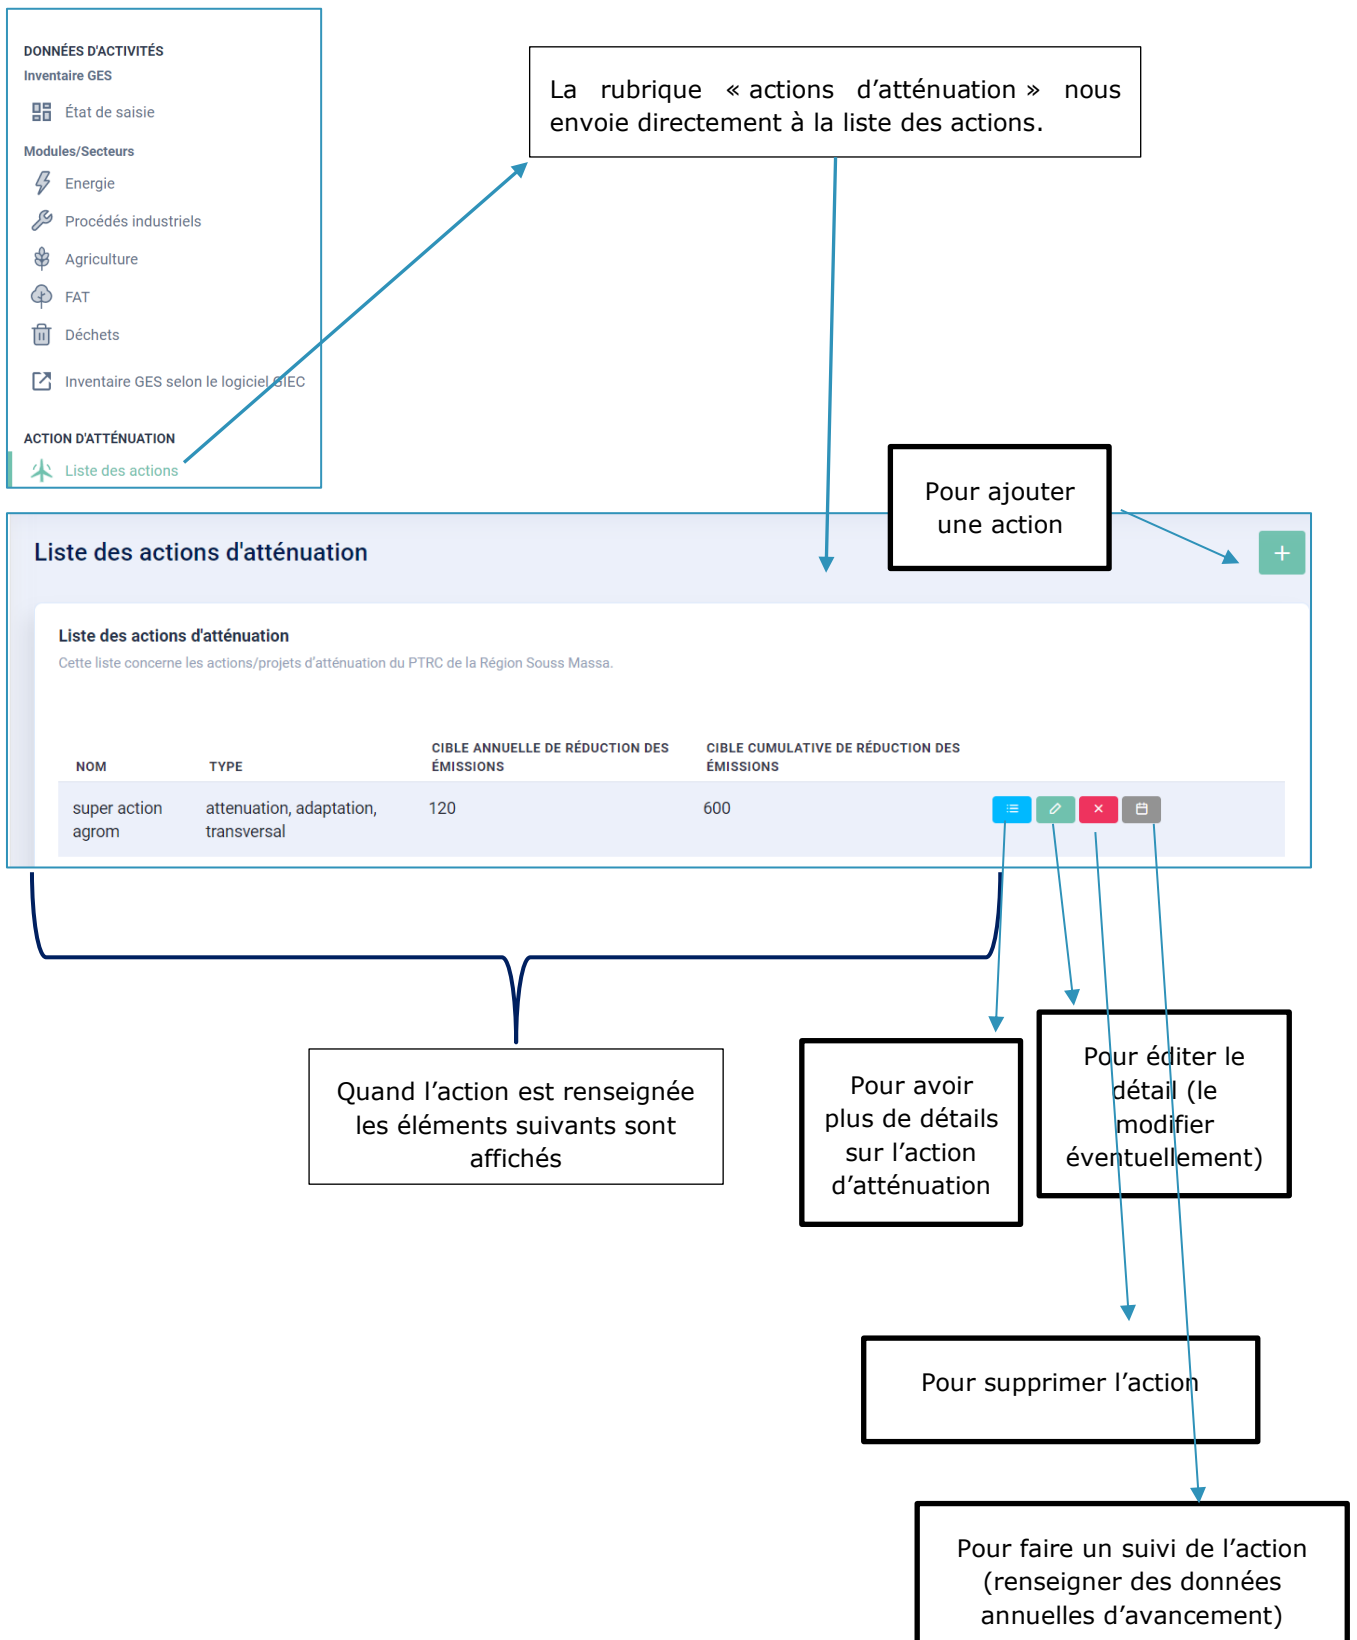 DONNÉES D'ACTIVITÉS
Inventaire GES
État de saisie
Modules/Secteurs
Energie
Procédés industriels
Agriculture
FAT
Déchets
Inventaire GES selon le logiciel GIEC
ACTION D'ATTÉNUATION
Liste des actions
La rubrique « actions d’atténuation » nous
envoie directement à la liste des actions.
Pour ajouter
une action
Liste des actions d'atténuation
Liste des actions d'atténuation
Cette liste concerne les actions/projets d’atténuation du PTRC de la Région Souss Massa.
NOM TYPE CIBLE ANNUELLE DE RÉDUCTION DES CIBLE CUMULATIVE DE RÉDUCTION DES
ÉMISSIONS ÉMISSIONS
super action attenuation, adaptation, 120 600
agrom transversal
Quand l’action est renseignée
les éléments suivants sont
affichés
Pour avoir
plus de détails
sur l’action
d’atténuation
Pour éditer le
détail (le
modifier
éventuellement)
Pour supprimer l’action
Pour faire un suivi de l’action
(renseigner des données
annuelles d’avancement)